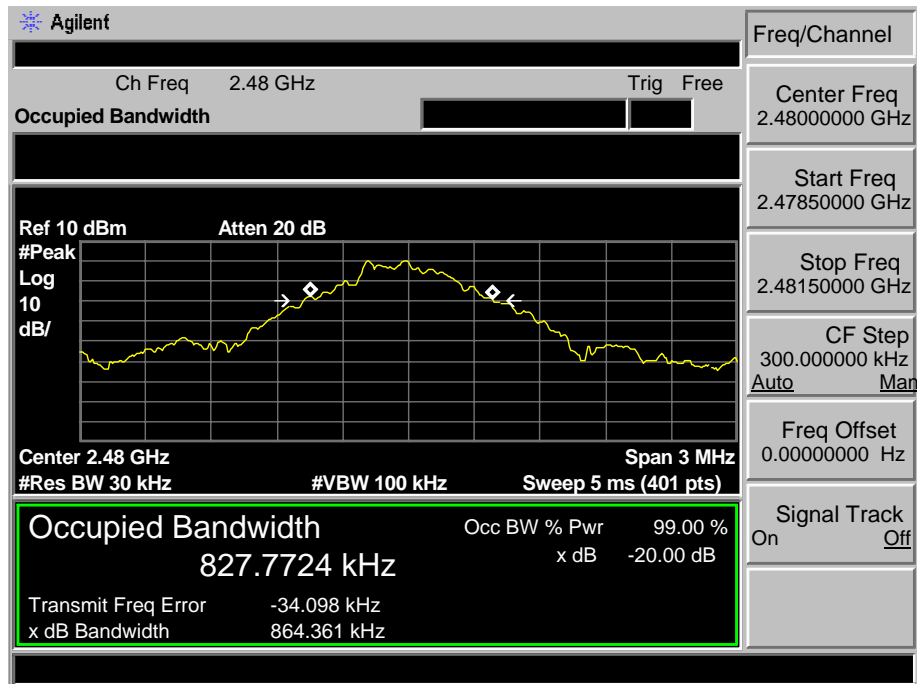 Agilent
Freq/Channel
Ch Freq 2.48 GHz Trig Free
Occupied Bandwidth
Center Freq
2.48000000 GHz
Start Freq
2.47850000 GHz
Stop Freq
2.48150000 GHz
CF Step
300.000000 kHz
Auto Man
Freq Offset
0.00000000 Hz
Signal Track
On Off
Ref 10 dBm Atten 20 dB
#Peak
Log
10
dB/
Center 2.48 GHz Span 3 MHz
#Res BW 30 kHz #VBW 100 kHz Sweep 5 ms (401 pts)
Occupied Bandwidth Occ BW % Pwr 99.00 %
827.7724 kHz x dB -20.00 dB
Transmit Freq Error -34.098 kHz
x dB Bandwidth 864.361 kHz